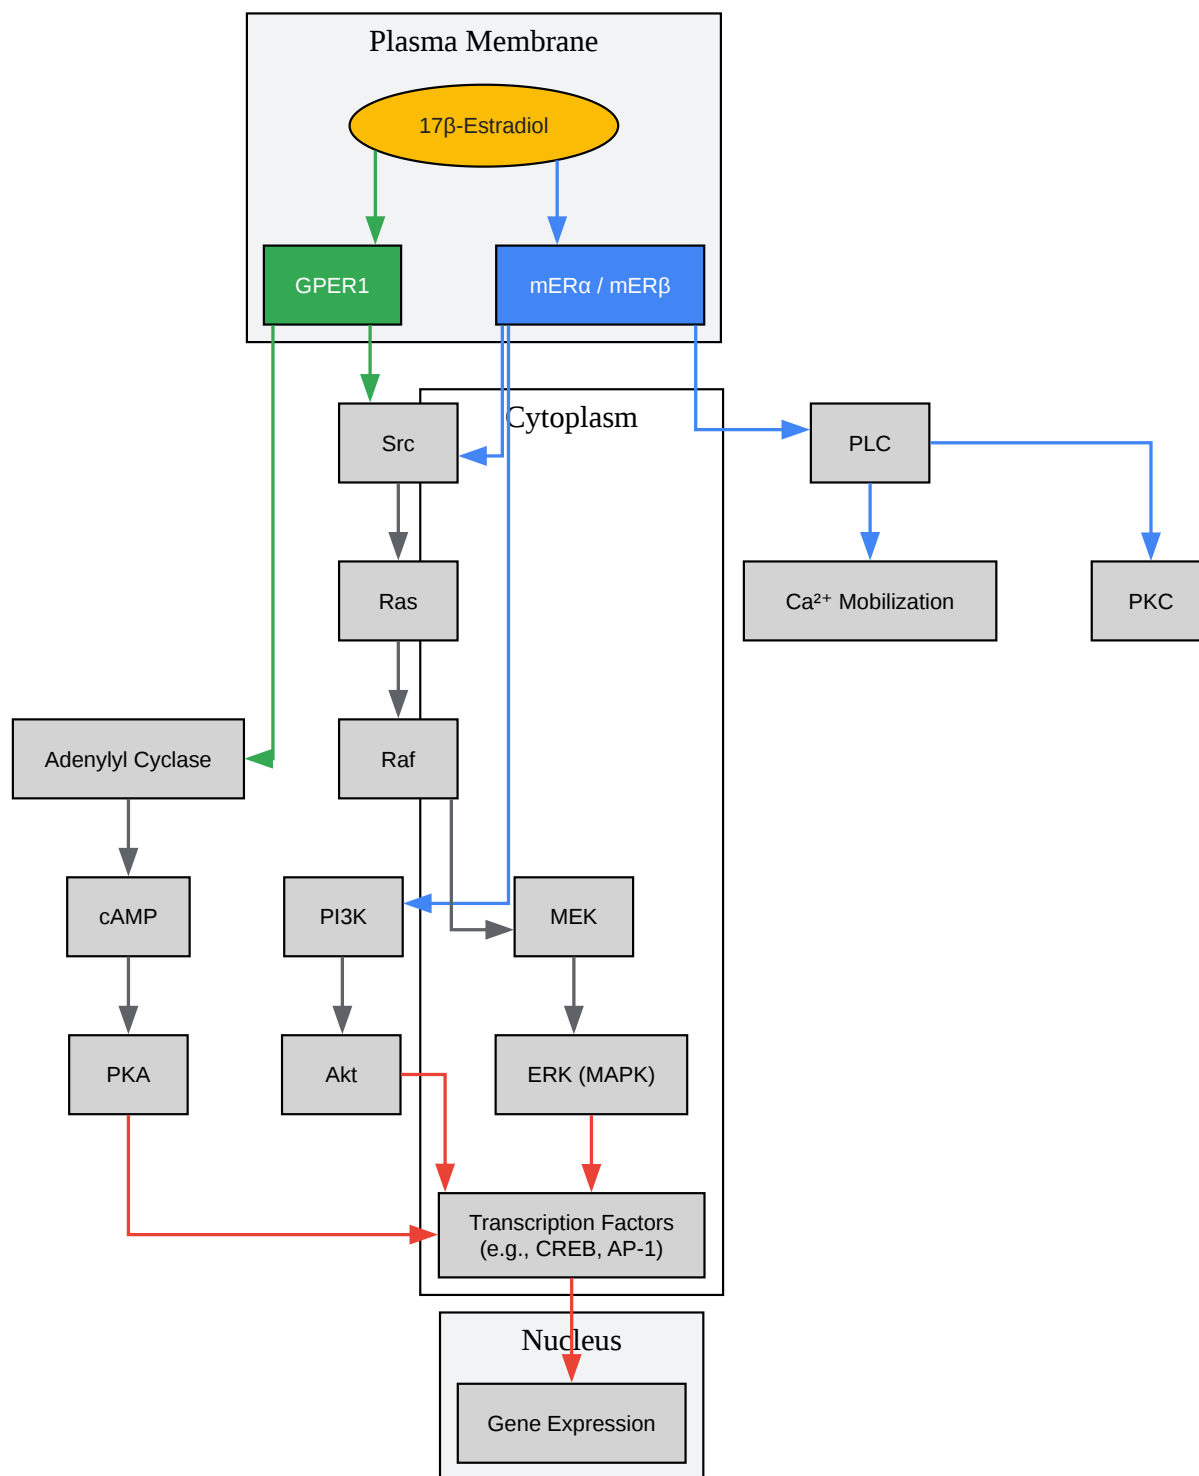 Plasma Membrane
17β-Estradiol
GPER1
mERα / mERβ
Cytoplasm
Src
PLC
Ras
Ca²⁺ Mobilization
PKC
Adenylyl Cyclase
Raf
cAMP
PI3K
MEK
PKA
Akt
ERK (MAPK)
Transcription Factors
(e.g., CREB, AP-1)
Nucleus
Gene Expression